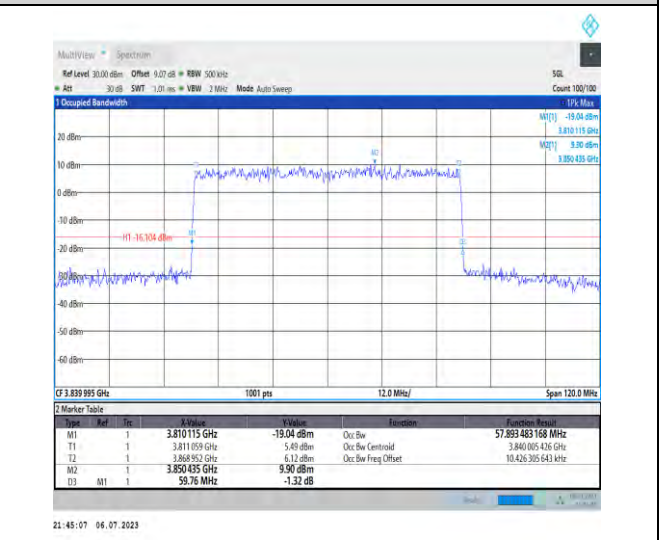 MultiView Spectrum
Ref Level 30.00 dBm Offset 9.07 dB RBW 500 kHz SGL
Att 30 dB SWT 1.01 ms VBW 2 MHz Mode Auto Sweep Count 100/100
1 Occupied Bandwidth 1Pk Max
M1[1] -19.04 dBm
3.810 115 GHz
M2[1] 9.90 dBm
3.850 435 GHz
20 dBm
M2
10 dBm
0 dBm
-10 dBm
H1 -16.104 dBm
M1
-20 dBm
D3
-30 dBm
-40 dBm
-50 dBm
-60 dBm
CF 3.839 995 GHz 1001 pts 12.0 MHz/ Span 120.0 MHz
2 Marker Table
Type Ref Trc X-Value Y-Value Function Function Result
M1 1 3.810 115 GHz -19.04 dBm Occ Bw 57.893 483 168 MHz
T1 1 3.811 059 GHz 5.49 dBm Occ Bw Centroid 3.840 005 426 GHz
T2 1 3.868 952 GHz 6.12 dBm Occ Bw Freq Offset 10.426 305 643 kHz
M2 1 3.850 435 GHz 9.90 dBm
D3 M1 1 59.76 MHz -1.32 dB
21:45:07 06.07.2023